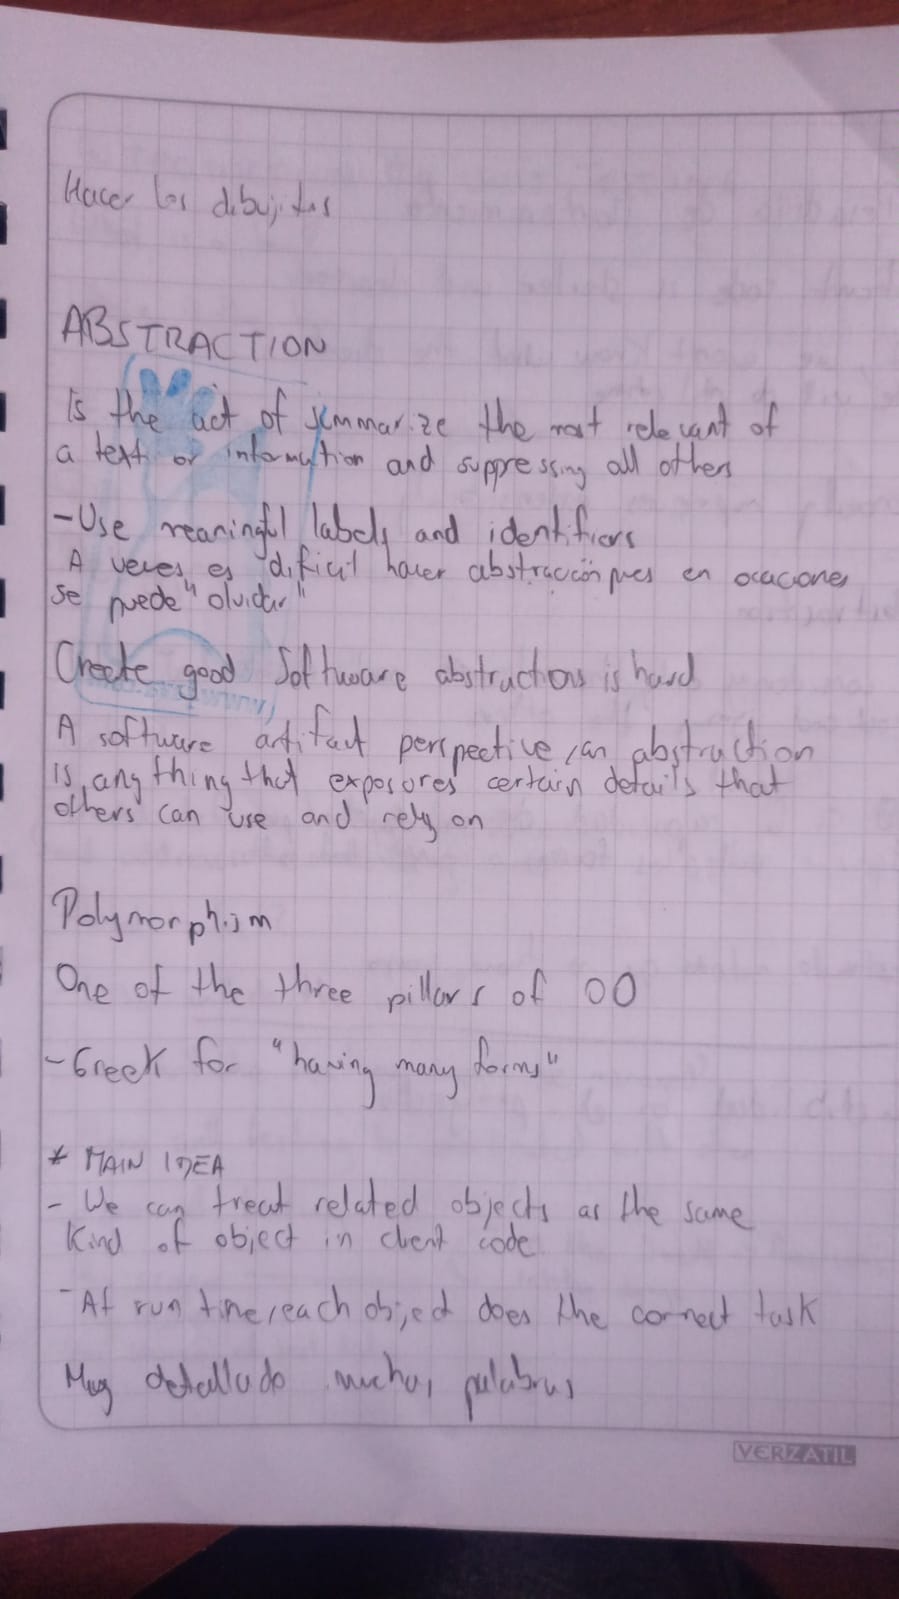 Hacer los dibujitos
ABSTRACTION
Is the act of summarize the most relevant of
a text or information and suppressing all others
- Use meaningful labels and identifiers
A veces es dificil hacer abstracción pues en ocaciones
se puede "olvidar"
Create good Software abstractions is hard
A software artifact perspective, an abstraction
is, any thing that exposores certain details that
others can use and rely on
Polymorphism
One of the three pillars of OO
- Greek for "having many forms"
* MAIN IDEA
- We can treat related objects as the same
Kind of object in client code
- At run time, each object does the correct task
Muy detallado muchas palabras
VERZATIL